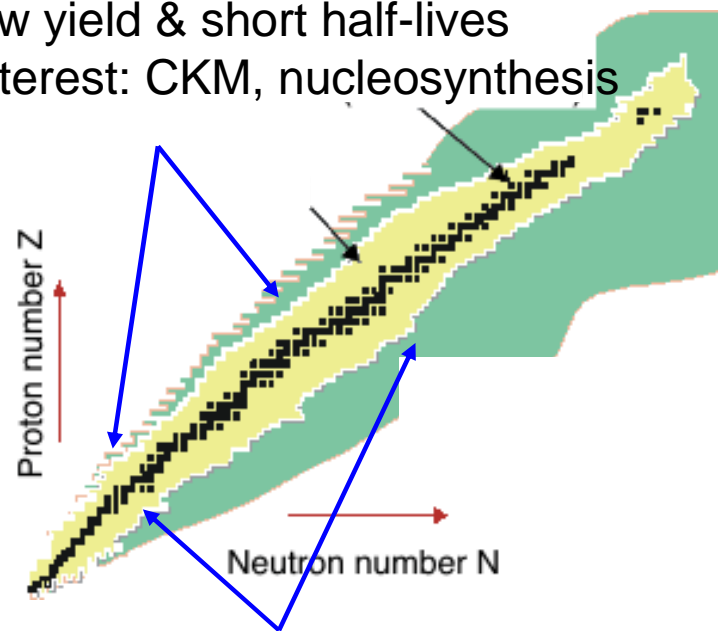 w yield & short half-lives
terest: CKM, nucleosynthesis
Proton number Z
Neutron number N